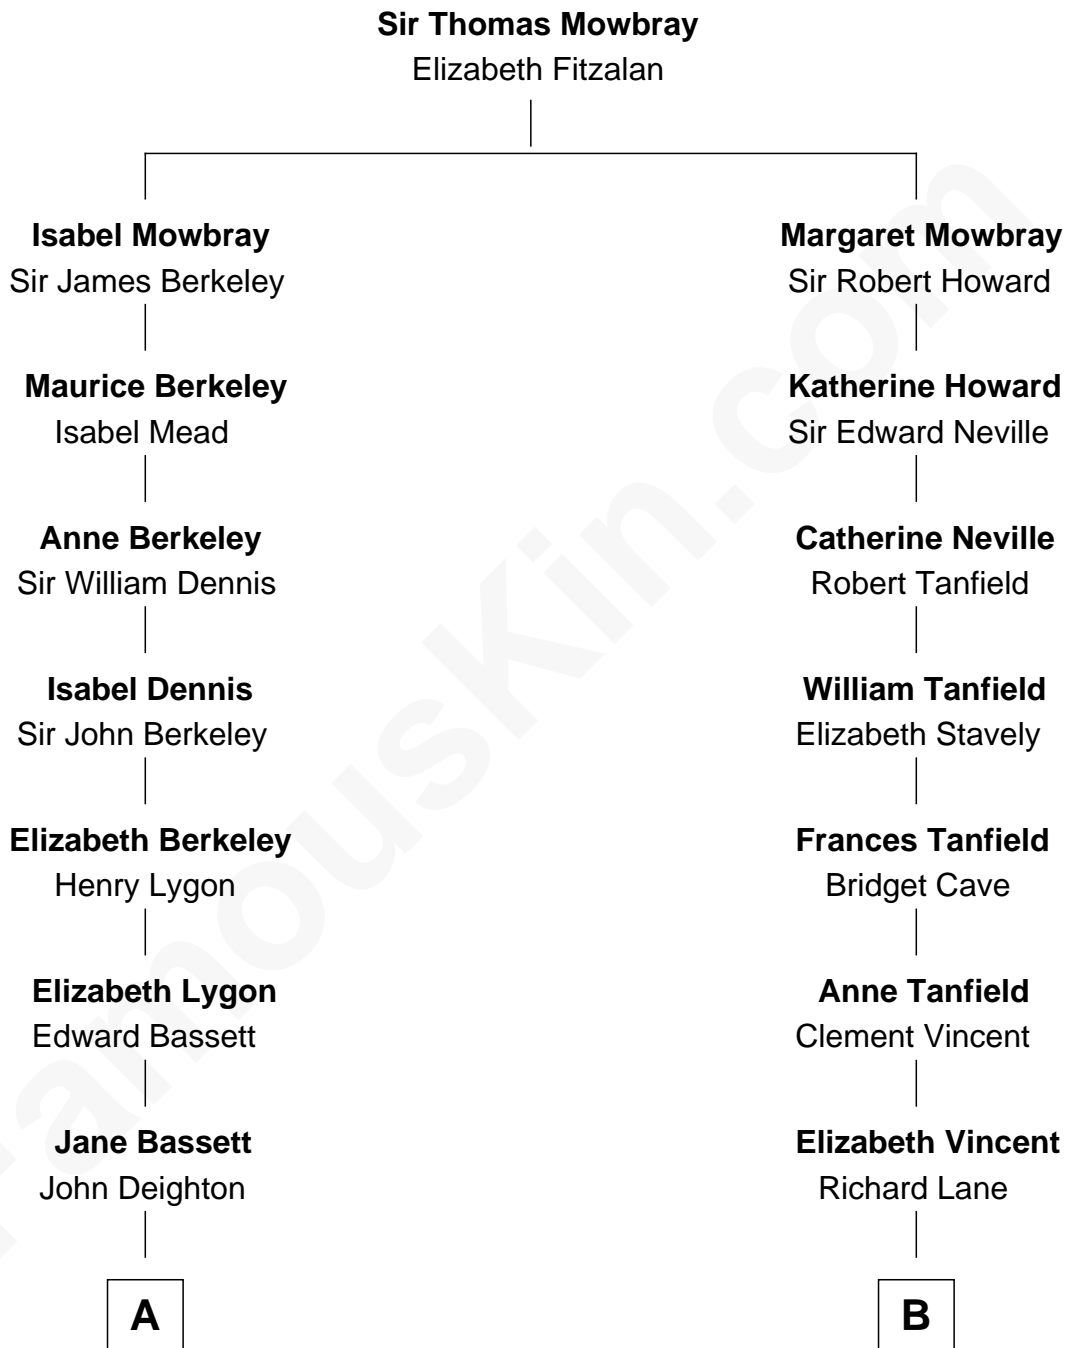 Sir Thomas Mowbray
Elizabeth Fitzalan
Isabel Mowbray
Sir James Berkeley
Maurice Berkeley
Isabel Mead
Anne Berkeley
Sir William Dennis
Isabel Dennis
Sir John Berkeley
Elizabeth Berkeley
Henry Lygon
Elizabeth Lygon
Edward Bassett
Jane Bassett
John Deighton
A
Margaret Mowbray
Sir Robert Howard
Katherine Howard
Sir Edward Neville
Catherine Neville
Robert Tanfield
William Tanfield
Elizabeth Stavely
Frances Tanfield
Bridget Cave
Anne Tanfield
Clement Vincent
Elizabeth Vincent
Richard Lane
B
FamousKin.com